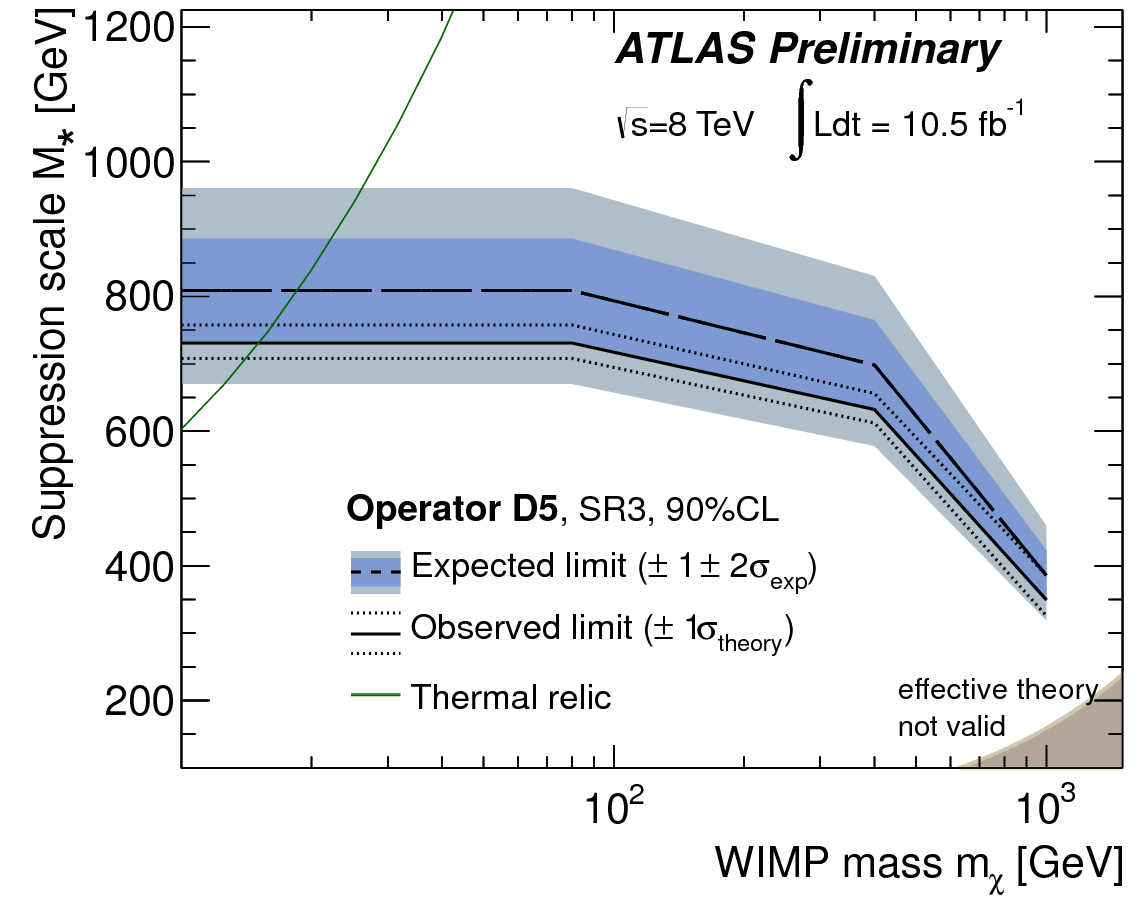 Suppression scale M★ [GeV]
1200
1000
800
600
400
200
ATLAS Preliminary
√s=8 TeV ∫Ldt = 10.5 fb⁻¹
Operator D5, SR3, 90%CL
Expected limit (± 1 ± 2σexp)
Observed limit (± 1σtheory)
Thermal relic
effective theory
not valid
10²
10³
WIMP mass mχ [GeV]